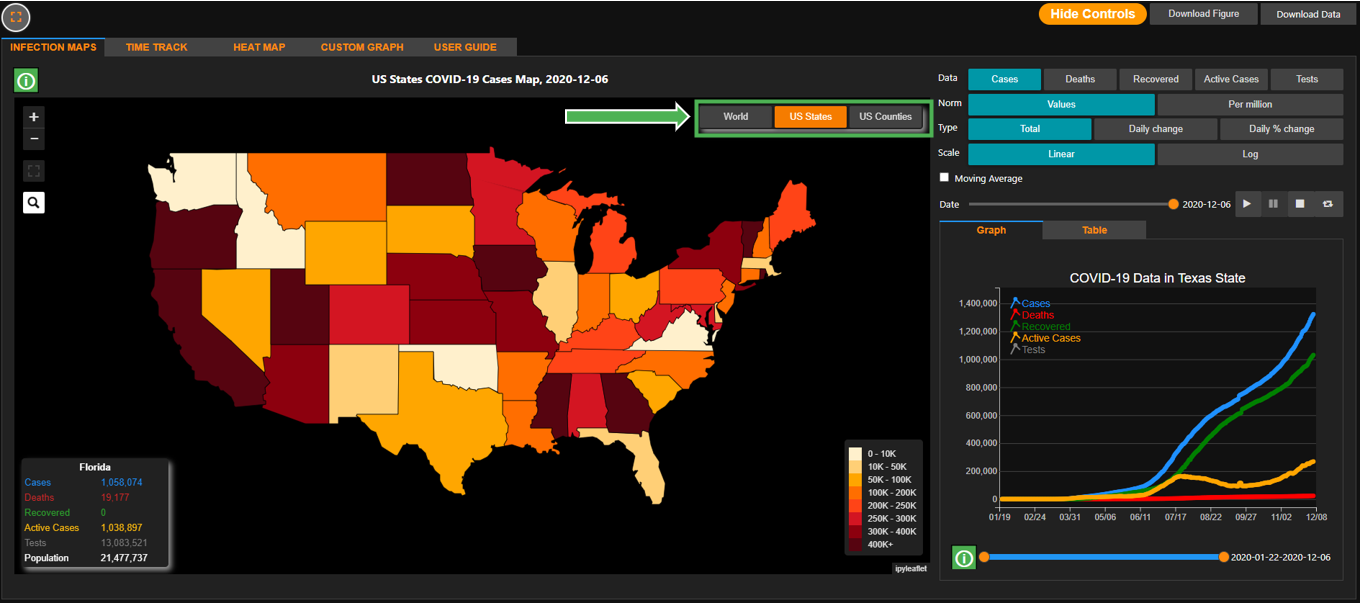 Hide Controls
Download Figure
Download Data
INFECTION MAPS
TIME TRACK
HEAT MAP
CUSTOM GRAPH
USER GUIDE
US States COVID-19 Cases Map, 2020-12-06
+
−
World
US States
US Counties
Florida
Cases 1,058,074
Deaths 19,177
Recovered 0
Active Cases 1,038,897
Tests 13,083,521
Population 21,477,737
0 - 10K
10K - 50K
50K - 100K
100K - 200K
200K - 250K
250K - 300K
300K - 400K
400K+
ipyleaflet
Data Cases Deaths Recovered Active Cases Tests
Norm Values Per million
Type Total Daily change Daily % change
Scale Linear Log
Moving Average
Date 2020-12-06
Graph Table
COVID-19 Data in Texas State
Cases
Deaths
Recovered
Active Cases
Tests
1,400,000
1,200,000
1,000,000
800,000
600,000
400,000
200,000
0
01/19 02/24 03/31 05/06 06/11 07/17 08/22 09/27 11/02 12/08
2020-01-22-2020-12-06